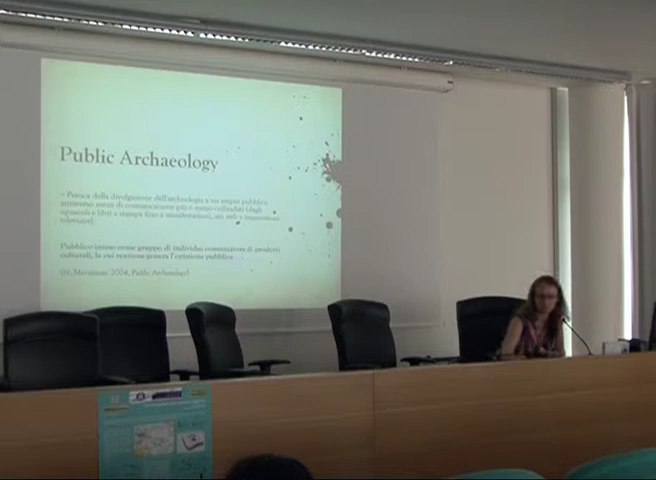 Public Archaeology
– Pratica della divulgazione dell'archeologia a un ampio pubblico
attraverso mezzi di comunicazione più o meno collaudati (dagli
opuscoli e libri a stampa fino a manifestazioni, siti web e trasmissioni
televisive)
Pubblico inteso come gruppo di individui consumatori di prodotti
culturali, la cui reazione genera l'opinione pubblica
2004, Public Archaeology)